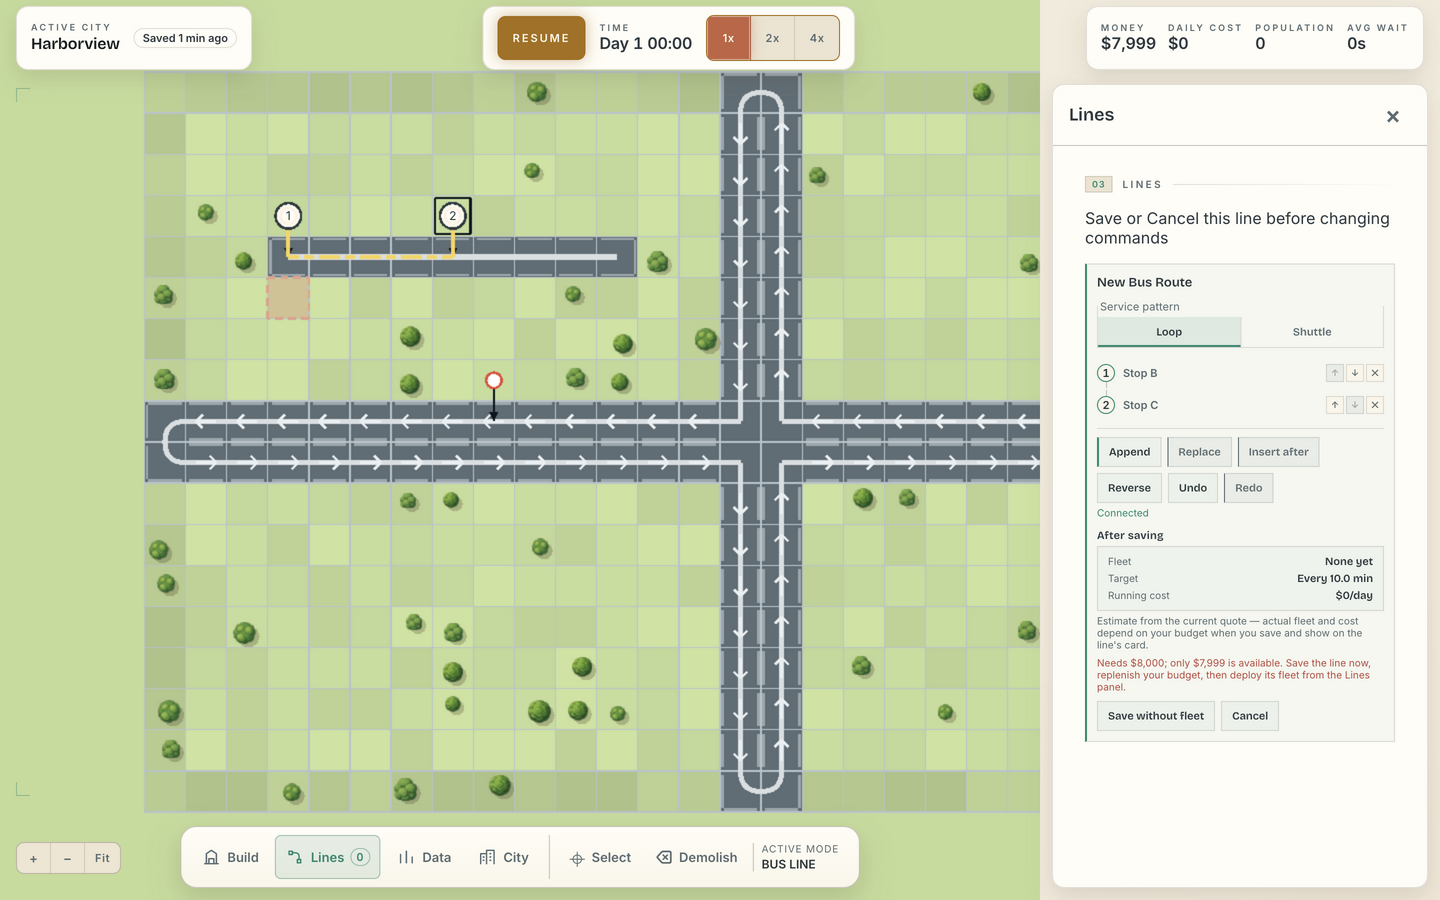 ACTIVE CITY
Harborview
Saved 1 min ago
RESUME
TIME
Day 1 00:00
1x
2x
4x
MONEY
$7,999
DAILY COST
$0
POPULATION
0
AVG WAIT
0s
1
2
Lines
×
03
LINES
Save or Cancel this line before changing
commands
New Bus Route
Service pattern
Loop
Shuttle
1 Stop B ↑ ↓ ×
2 Stop C ↑ ↓ ×
Append
Replace
Insert after
Reverse
Undo
Redo
Connected
After saving
Fleet None yet
Target Every 10.0 min
Running cost $0/day
Estimate from the current quote — actual fleet and cost
depend on your budget when you save and show on the
line's card.
Needs $8,000; only $7,999 is available. Save the line now,
replenish your budget, then deploy its fleet from the Lines
panel.
Save without fleet
Cancel
+
−
Fit
Build
Lines 0
Data
City
Select
Demolish
ACTIVE MODE
BUS LINE